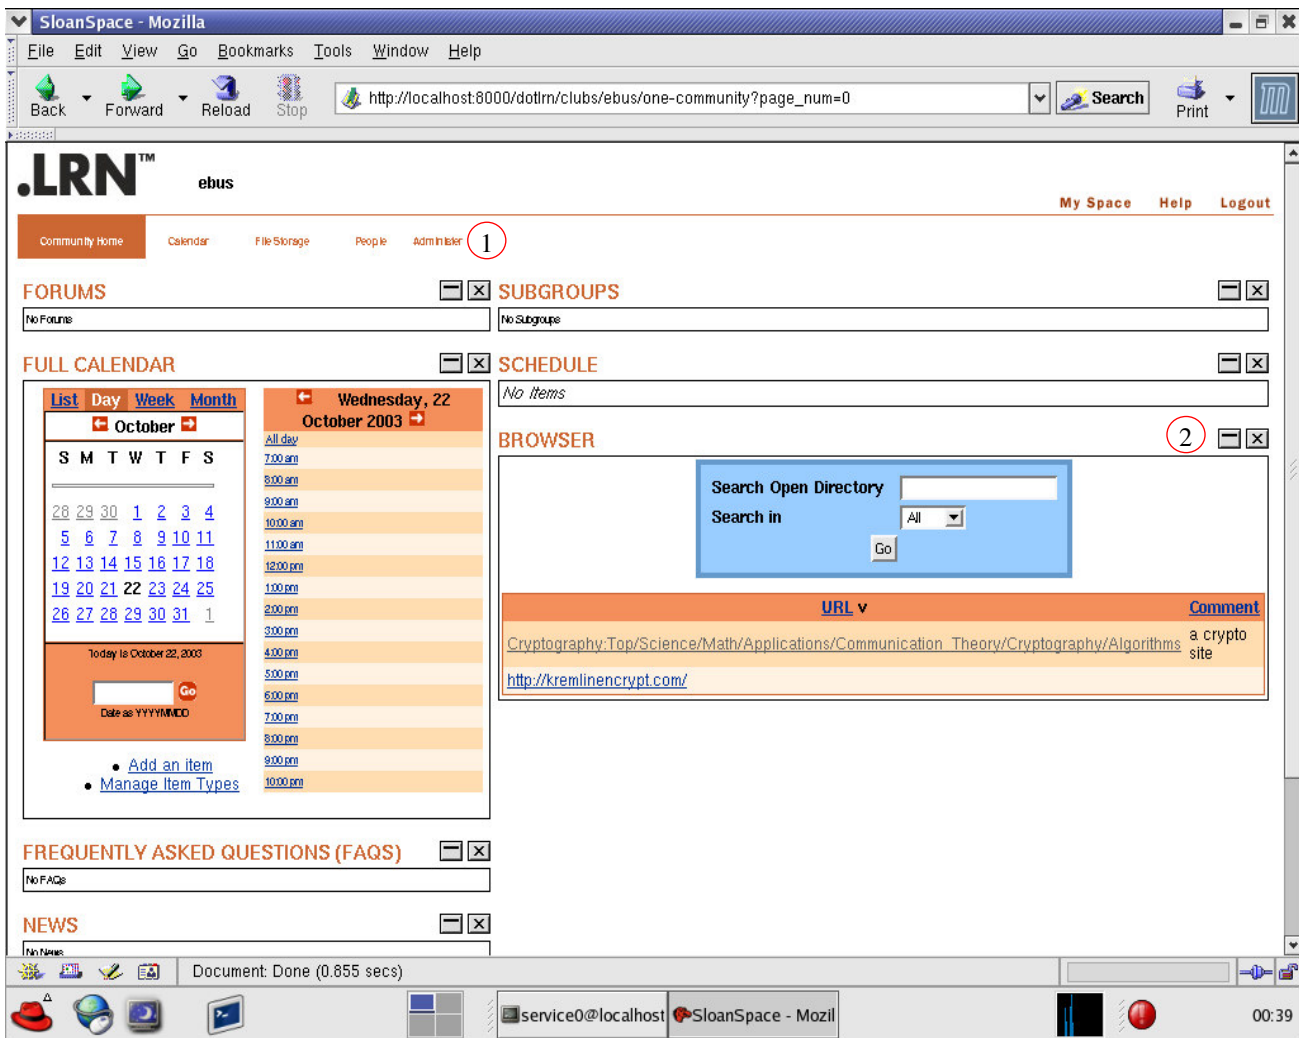 SloanSpace - Mozilla
File Edit View Go Bookmarks Tools Window Help
Back Forward Reload Stop http://localhost:8000/dotlrn/clubs/ebus/one-community?page_num=0 Search Print
.LRN™ ebus
My Space Help Logout
Community Home Calendar File Storage People Administer 1
FORUMS
No Forums
SUBGROUPS
No Subgroups
FULL CALENDAR
List Day Week Month
October
S M T W T F S
28 29 30 1 2 3 4
5 6 7 8 9 10 11
12 13 14 15 16 17 18
19 20 21 22 23 24 25
26 27 28 29 30 31 1
Today is October 22, 2003
Go
Date as YYYYMMDD
Add an item
Manage Item Types
Wednesday, 22
October 2003
All day
7:00 am
8:00 am
9:00 am
10:00 am
11:00 am
12:00 pm
1:00 pm
2:00 pm
3:00 pm
4:00 pm
5:00 pm
6:00 pm
7:00 pm
8:00 pm
9:00 pm
10:00 pm
SCHEDULE
No Items
BROWSER 2
Search Open Directory
Search in All
Go
URL v Comment
Cryptography:Top/Science/Math/Applications/Communication_Theory/Cryptography/Algorithms a crypto
site
http://kremlinencrypt.com/
FREQUENTLY ASKED QUESTIONS (FAQS)
No FAQs
NEWS
No News
Document: Done (0.855 secs)
service0@localhost SloanSpace - Mozil 00:39